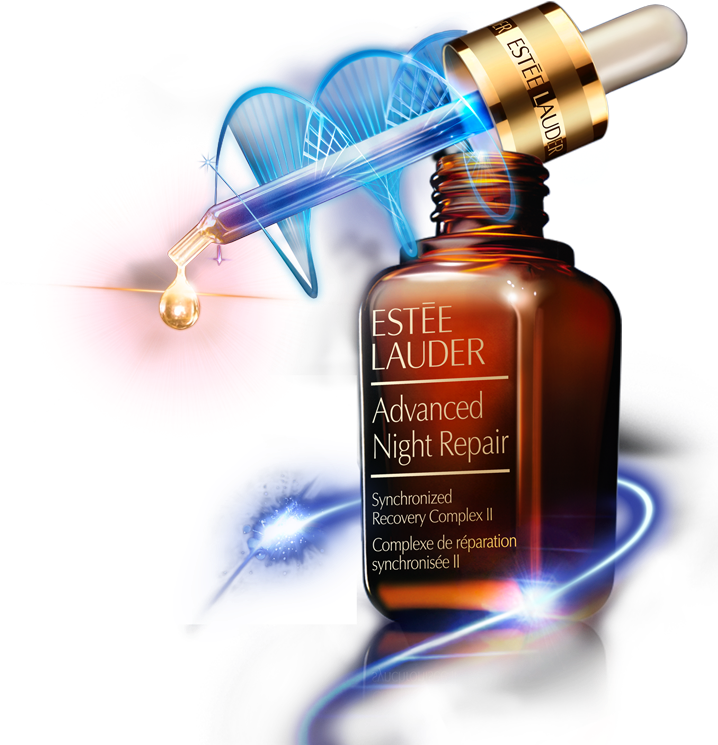 ESTĒE LAUDER
ESTĒE
LAUDER
Advanced
Night Repair
Synchronized
Recovery Complex II
Complexe de réparation
synchronisée II